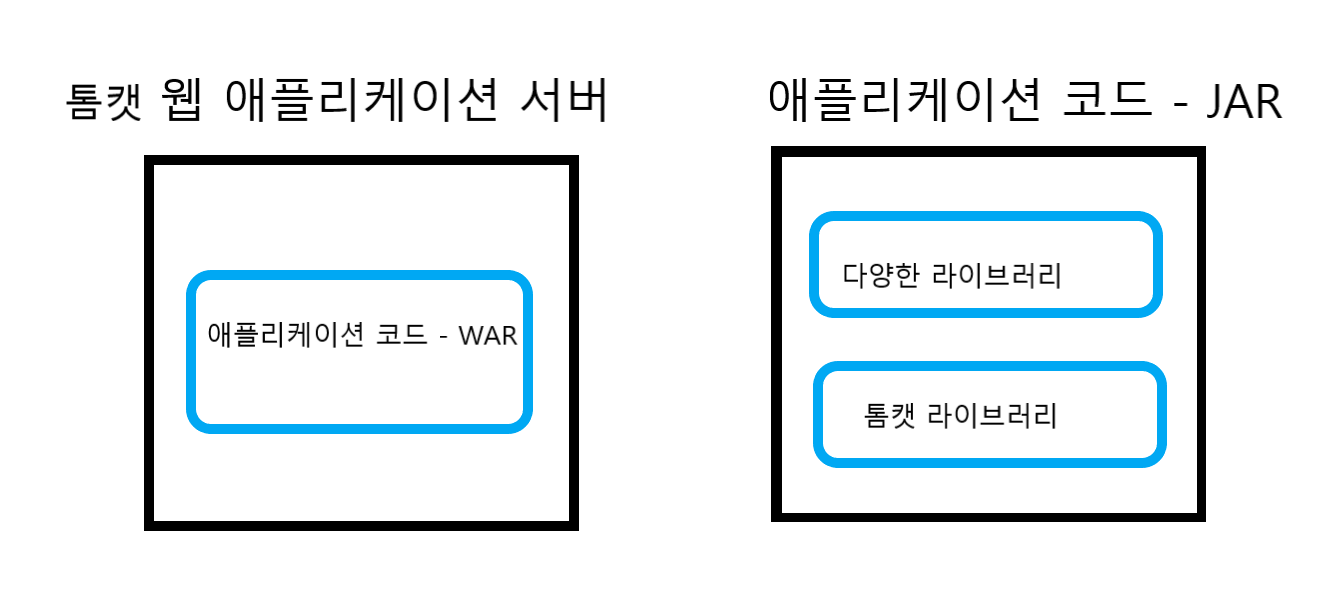 톰캣 웹 애플리케이션 서버
애플리케이션 코드 - WAR
애플리케이션 코드 - JAR
다양한 라이브러리
톰캣 라이브러리